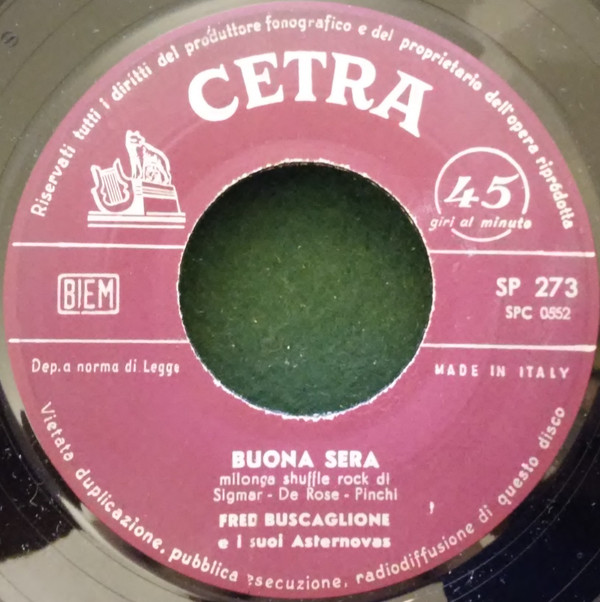 Riservati tutti i diritti del produttore fonografico e del proprietario dell'opera riprodotta
CETRA
45
giri al minuto
BIEM
SP 273
SPC 0552
Dep. a norma di Legge
MADE IN ITALY
BUONA SERA
milonga shuffle rock di
Sigmar - De Rose - Pinchi
FRED BUSCAGLIONE
e i suoi Asternovas
Vietata duplicazione, pubblica esecuzione, radiodiffusione di questo disco